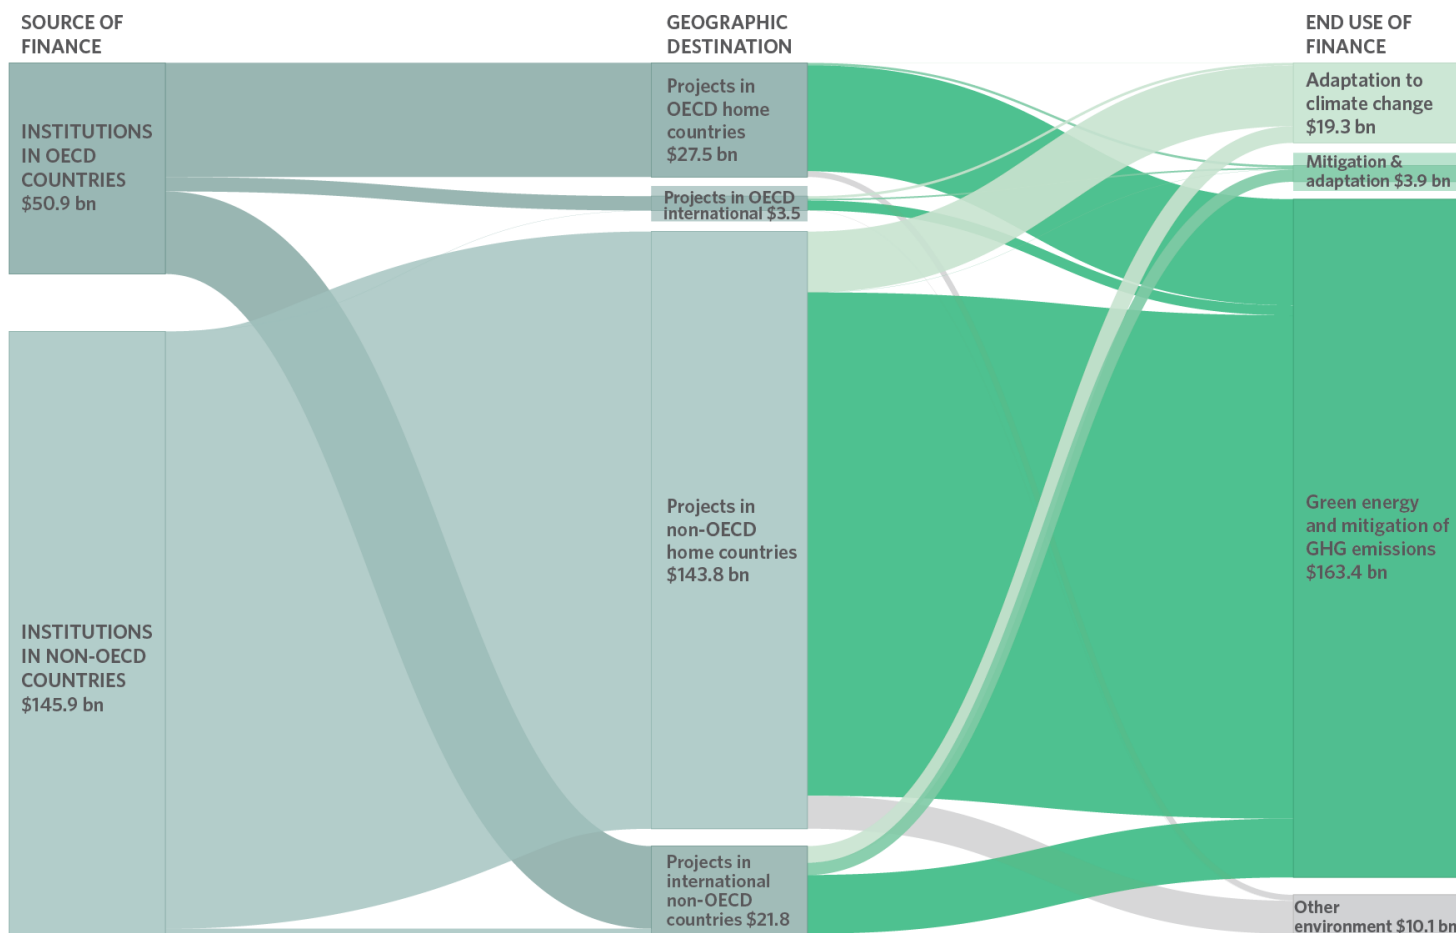 SOURCE OF
FINANCE
GEOGRAPHIC
DESTINATION
END USE OF
FINANCE
INSTITUTIONS
IN OECD
COUNTRIES
$50.9 bn
INSTITUTIONS
IN NON-OECD
COUNTRIES
$145.9 bn
Projects in
OECD home
countries
$27.5 bn
Projects in OECD
international $3.5
Projects in
non-OECD
home countries
$143.8 bn
Projects in
international
non-OECD
countries $21.8
Adaptation to
climate change
$19.3 bn
Mitigation &
adaptation $3.9 bn
Green energy
and mitigation of
GHG emissions
$163.4 bn
Other
environment $10.1 bn